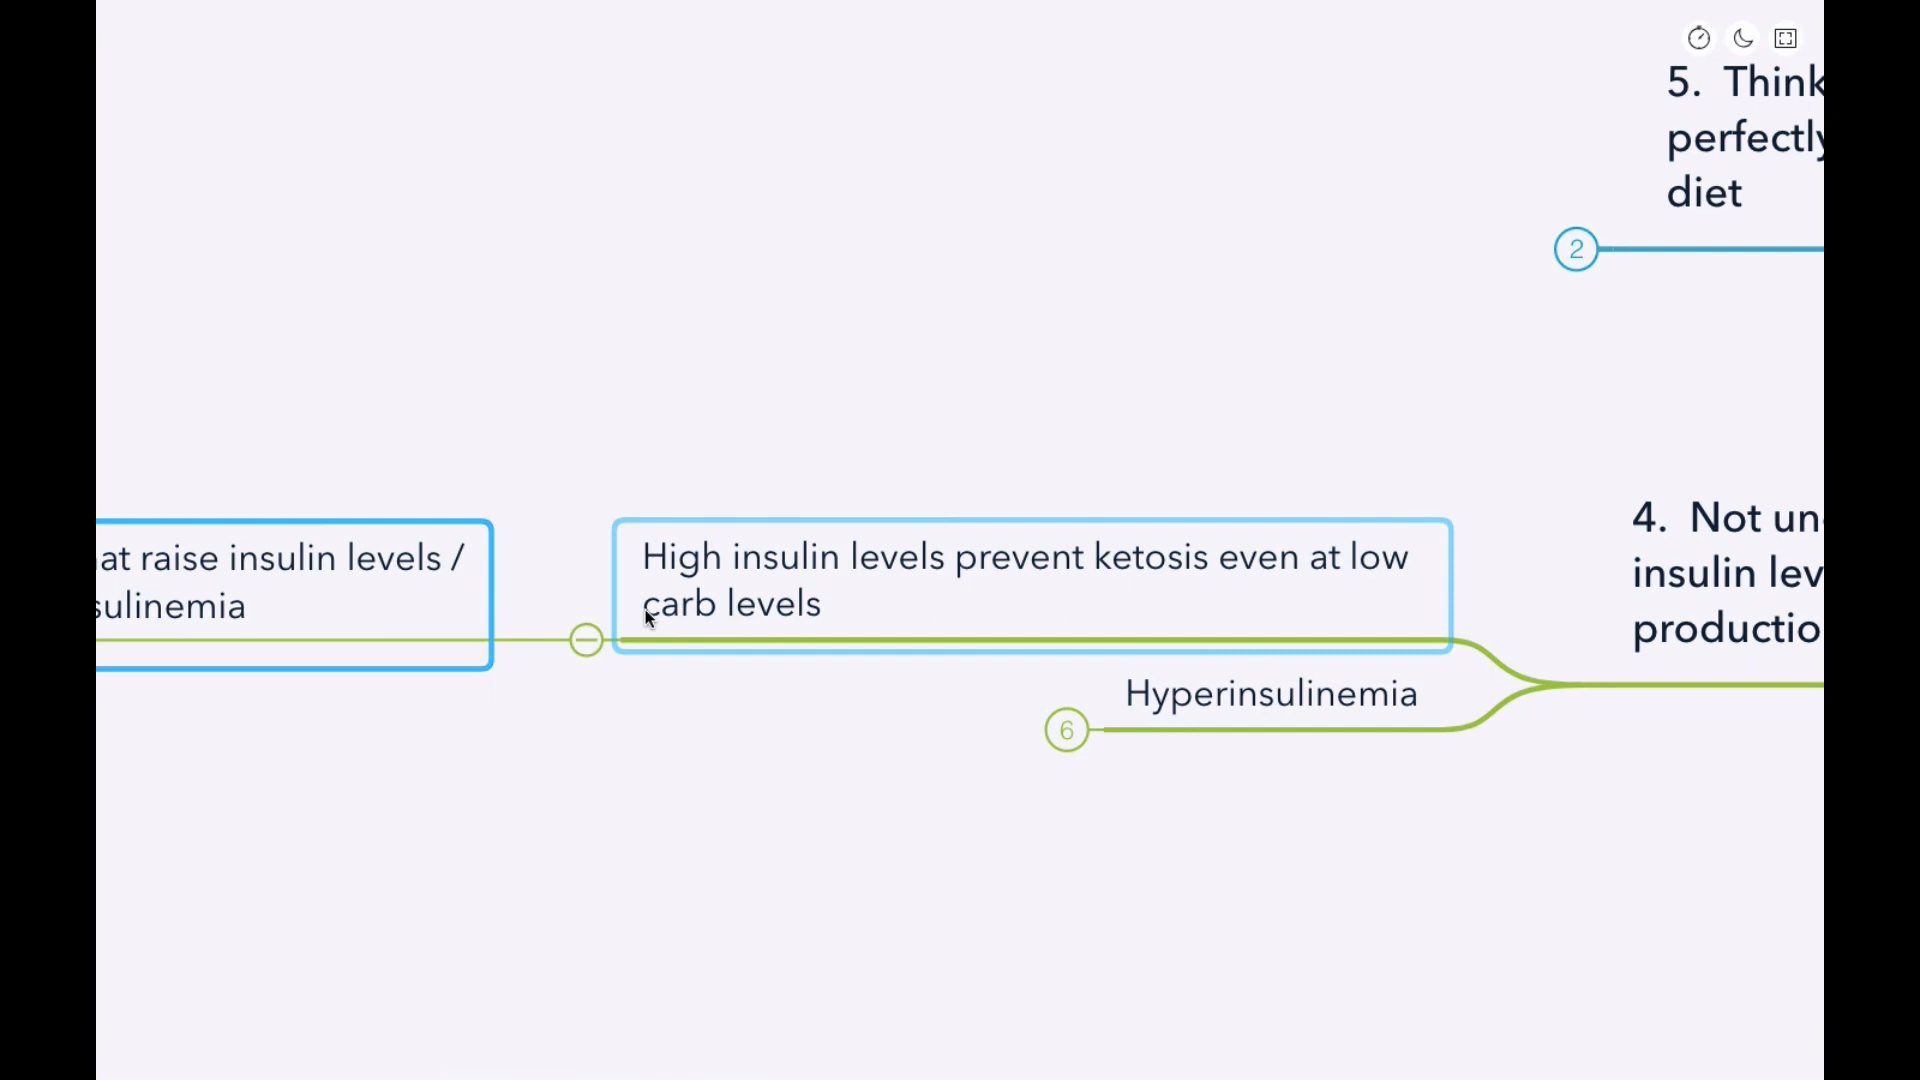 5. Think
perfectly
diet
2
at raise insulin levels /
sulinemia
High insulin levels prevent ketosis even at low
carb levels
4. Not un
insulin lev
productio
Hyperinsulinemia
6